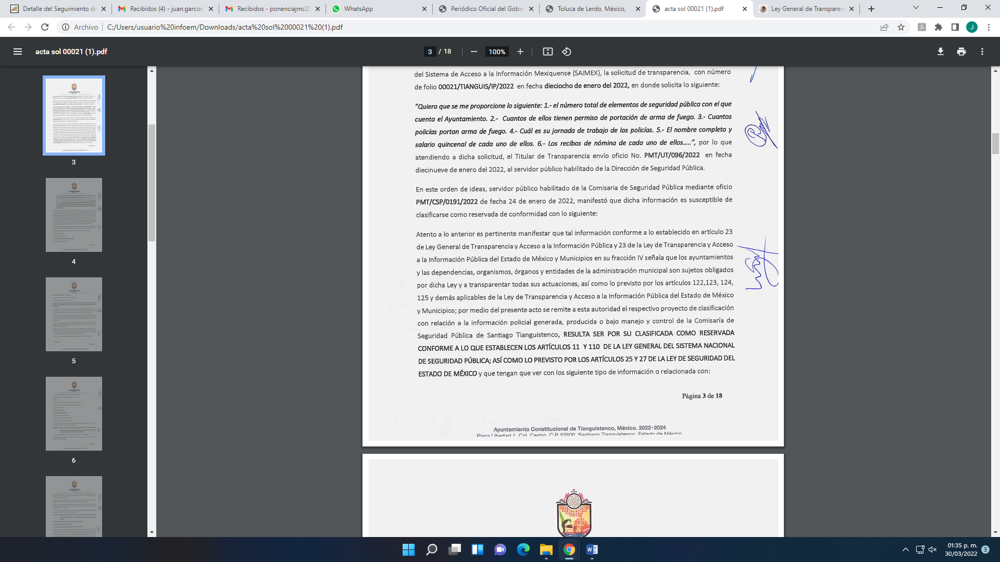 Detalle del Seguimiento de
Recibidos (4) - juan.garcia@
Recibidos - ponenciajmc20
WhatsApp
Periódico Oficial del Gobie
Toluca de Lerdo, México,
acta sol 00021 (1).pdf
Ley General de Transparen
Archivo
C:/Users/usuario%20infoem/Downloads/acta%20sol%2000021%20(1).pdf
J
acta sol 00021 (1).pdf
3 / 18
100%
del Sistema de Acceso a la Información Mexiquense (SAIMEX), la solicitud de transparencia, con número
de folio 00021/TIANGUIS/IP/2022 en fecha dieciocho de enero del 2022, en donde solicita lo siguiente:
“Quiero que se me proporcione lo siguiente: 1.- el número total de elementos de seguridad pública con el que
cuenta el Ayuntamiento. 2.- Cuantos de ellos tienen permiso de portación de arma de fuego. 3.- Cuantos
policías portan arma de fuego. 4.- Cuál es su jornada de trabajo de los policías. 5.- El nombre completo y
salario quincenal de cada uno de ellos. 6.- Los recibos de nómina de cada uno de ellos.....”, por lo que
atendiendo a dicha solicitud, el Titular de Transparencia envío oficio No. PMT/UT/096/2022 en fecha
diecinueve de enero del 2022, al servidor público habilitado de la Dirección de Seguridad Pública.
En este orden de ideas, servidor público habilitado de la Comisaria de Seguridad Pública mediante oficio
PMT/CSP/0191/2022 de fecha 24 de enero de 2022, manifestó que dicha información es susceptible de
clasificarse como reservada de conformidad con lo siguiente:
Atento a lo anterior es pertinente manifestar que tal información conforme a lo establecido en artículo 23
de Ley General de Transparencia y Acceso a la Información Pública y 23 de la Ley de Transparencia y Acceso
a la Información Pública del Estado de México y Municipios en su fracción IV señala que los ayuntamientos
y las dependencias, organismos, órganos y entidades de la administración municipal son sujetos obligados
por dicha Ley y a transparentar todas sus actuaciones, así como lo previsto por los artículos 122,123, 124,
125 y demás aplicables de la Ley de Transparencia y Acceso a la Información Pública del Estado de México
y Municipios; por medio del presente acto se remite a esta autoridad el respectivo proyecto de clasificación
con relación a la información policial generada, producida o bajo manejo y control de la Comisaría de
Seguridad Pública de Santiago Tianguistenco, RESULTA SER POR SU CLASIFICADA COMO RESERVADA
CONFORME A LO QUE ESTABLECEN LOS ARTÍCULOS 11 Y 110 DE LA LEY GENERAL DEL SISTEMA NACIONAL
DE SEGURIDAD PÚBLICA; ASÍ COMO LO PREVISTO POR LOS ARTÍCULOS 25 Y 27 DE LA LEY DE SEGURIDAD DEL
ESTADO DE MÉXICO y que tengan que ver con los siguiente tipo de información o relacionada con:
Página 3 de 18
Ayuntamiento Constitucional de Tianguistenco, México. 2022•2024
Plaza Libertad 1, Col. Centro, C.P. 52600, Santiago Tianguistenco, Estado de México
3
4
5
6
01:35 p. m.
30/03/2022
3